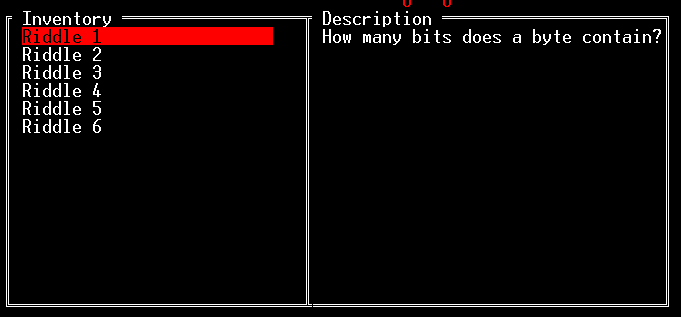 Inventory
Riddle 1
Riddle 2
Riddle 3
Riddle 4
Riddle 5
Riddle 6
Description
How many bits does a byte contain?